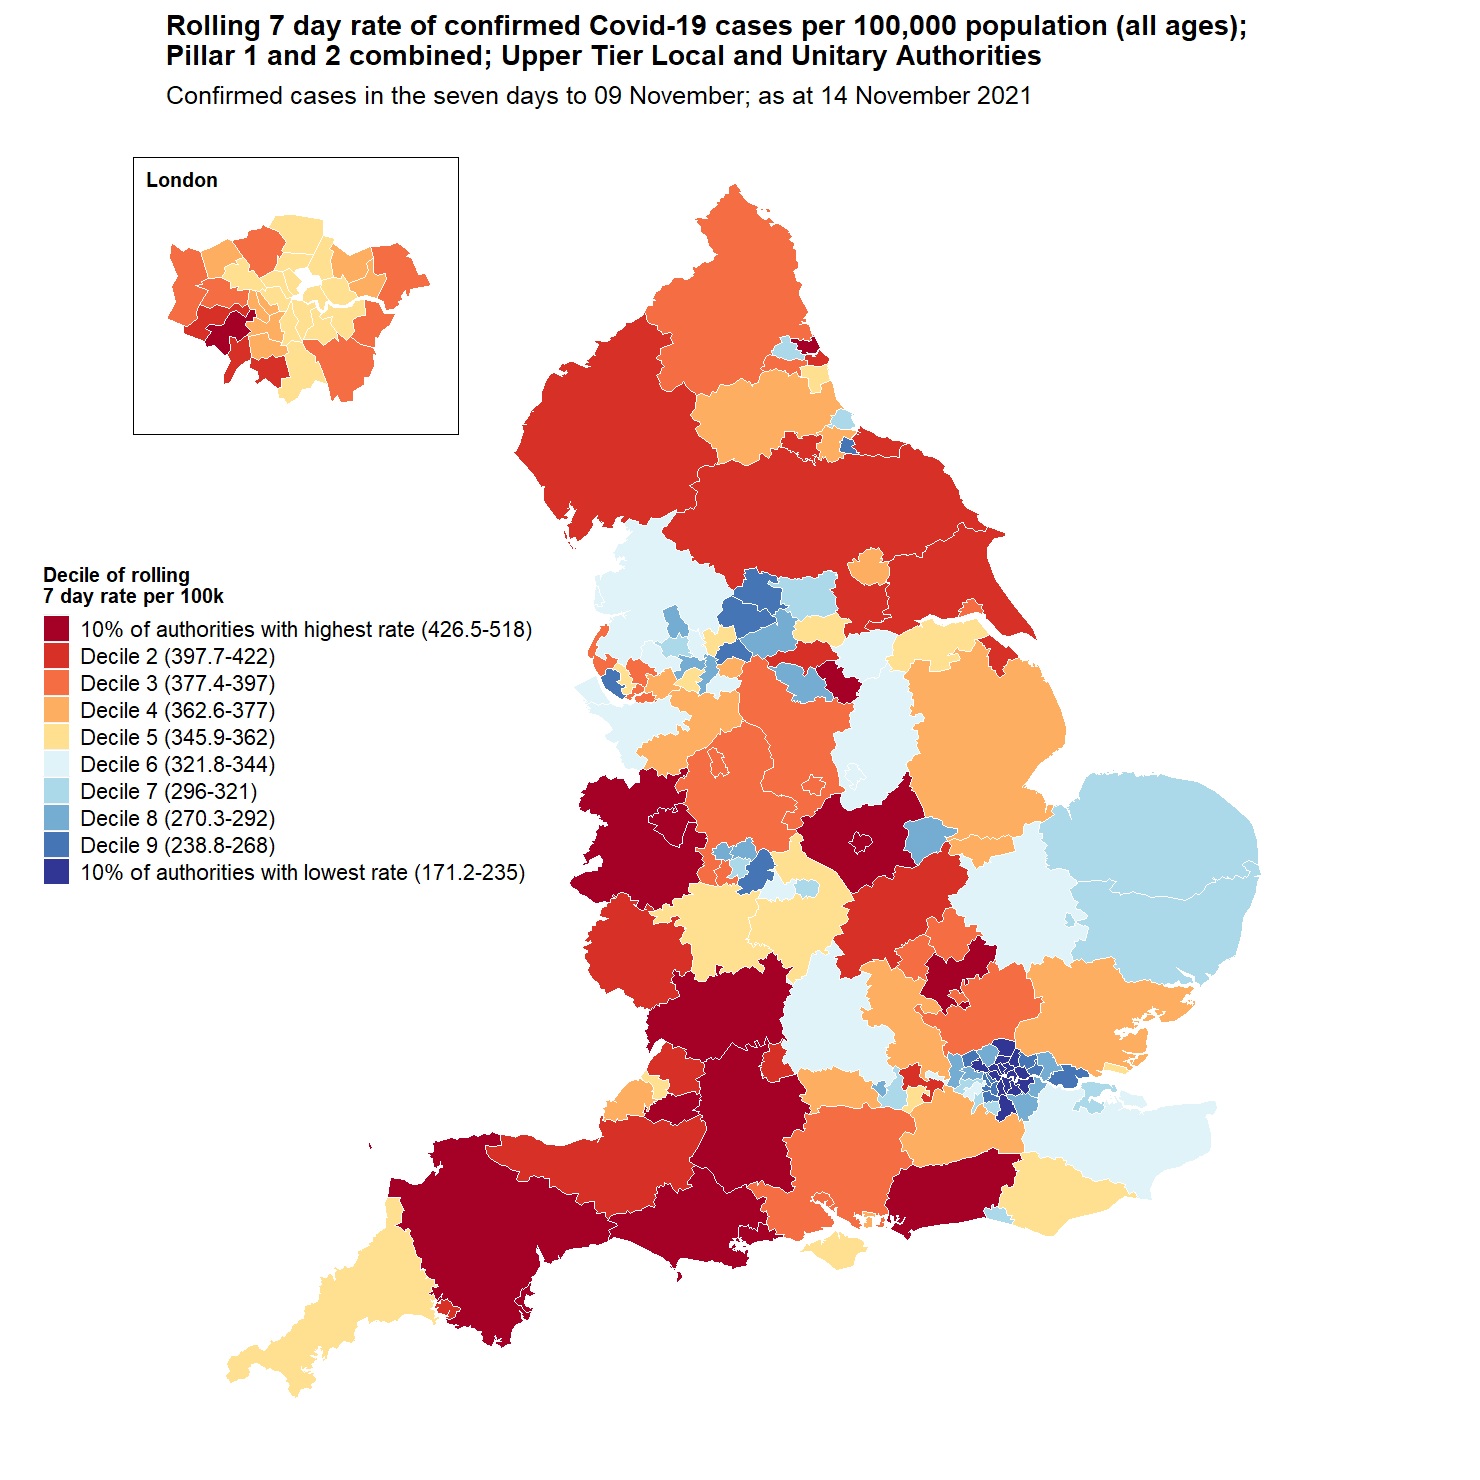 Rolling 7 day rate of confirmed Covid-19 cases per 100,000 population (all ages);
Pillar 1 and 2 combined; Upper Tier Local and Unitary Authorities
Confirmed cases in the seven days to 09 November; as at 14 November 2021
London
Decile of rolling
7 day rate per 100k
10% of authorities with highest rate (426.5-518)
Decile 2 (397.7-422)
Decile 3 (377.4-397)
Decile 4 (362.6-377)
Decile 5 (345.9-362)
Decile 6 (321.8-344)
Decile 7 (296-321)
Decile 8 (270.3-292)
Decile 9 (238.8-268)
10% of authorities with lowest rate (171.2-235)